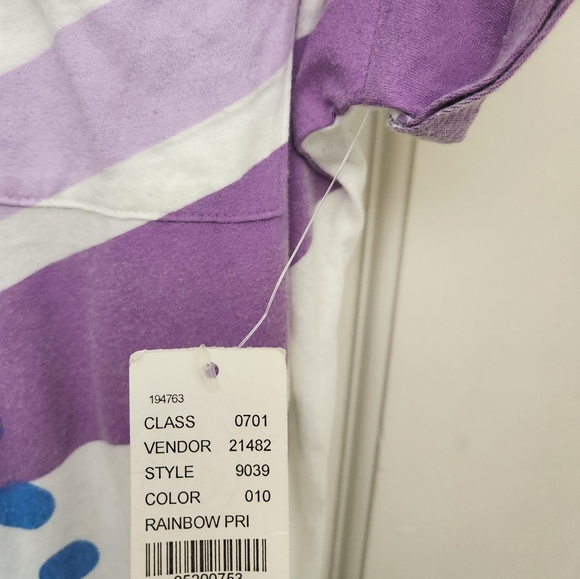 194763
CLASS 0701
VENDOR 21482
STYLE 9039
COLOR 010
RAINBOW PRI